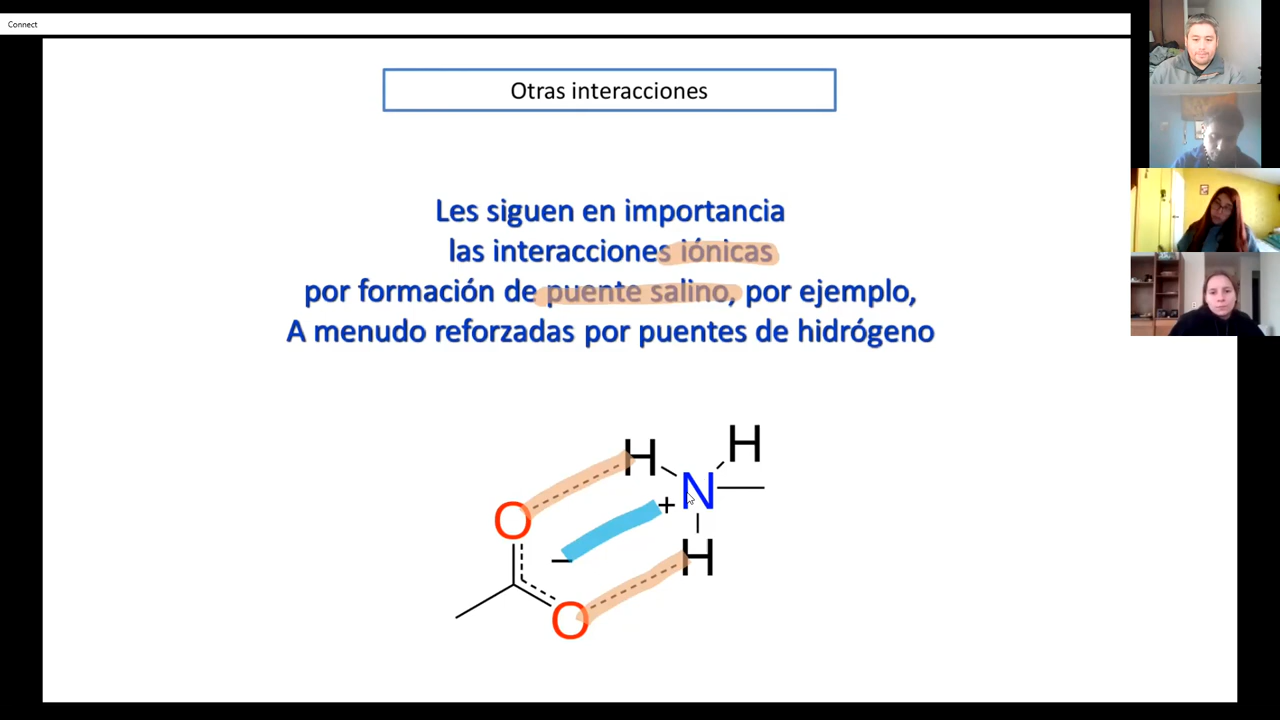 Connect
Otras interacciones
Les siguen en importancia
las interacciones iónicas
por formación de puente salino, por ejemplo,
A menudo reforzadas por puentes de hidrógeno
H H
N
+
O
–
H
O